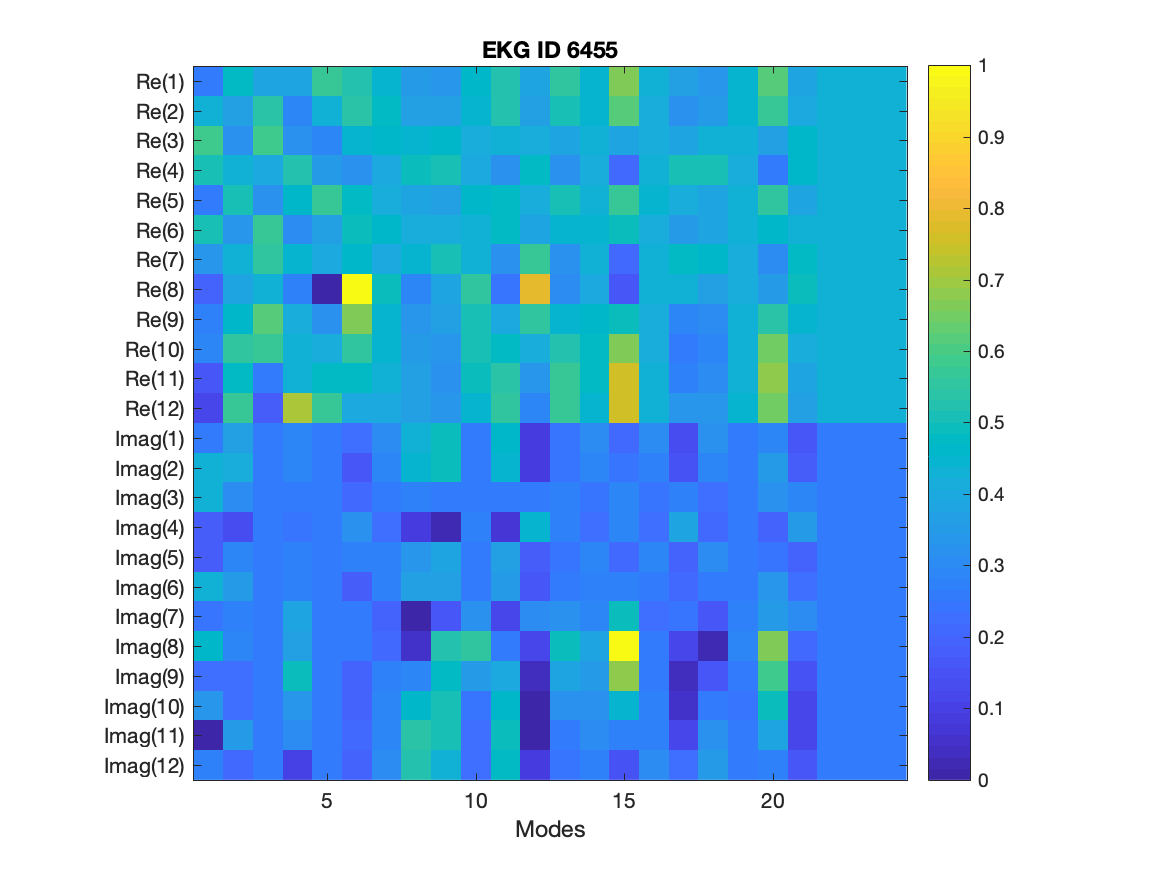 EKG ID 6455
Re(1)
Re(2)
Re(3)
Re(4)
Re(5)
Re(6)
Re(7)
Re(8)
Re(9)
Re(10)
Re(11)
Re(12)
Imag(1)
Imag(2)
Imag(3)
Imag(4)
Imag(5)
Imag(6)
Imag(7)
Imag(8)
Imag(9)
Imag(10)
Imag(11)
Imag(12)
5 10 15 20
Modes
1
0.9
0.8
0.7
0.6
0.5
0.4
0.3
0.2
0.1
0